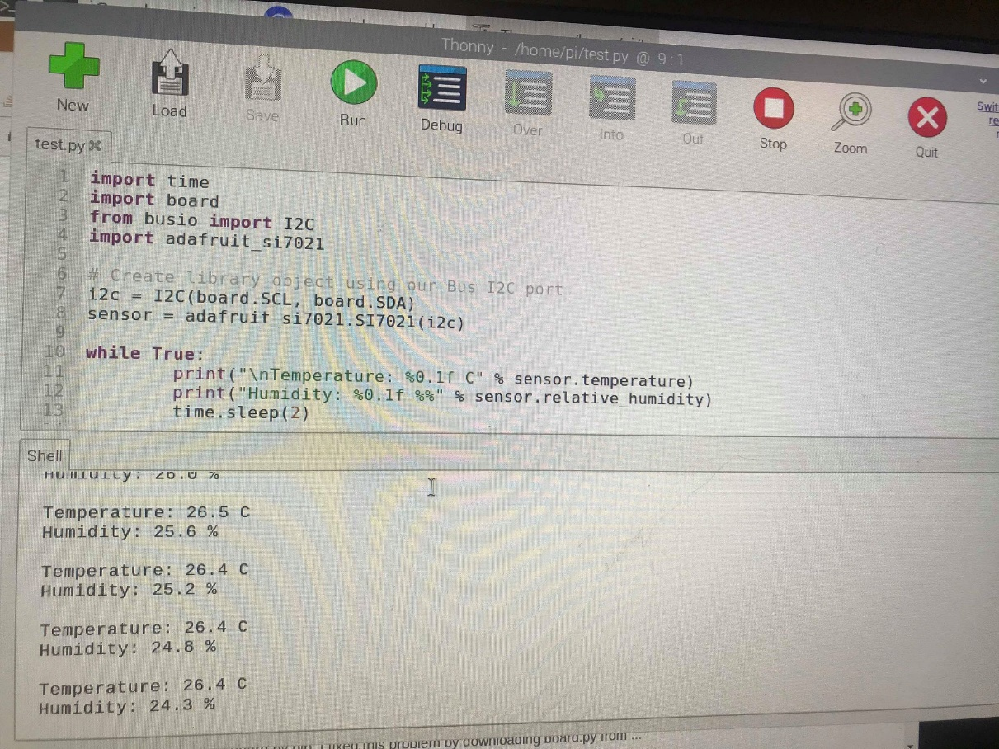 Thonny - /home/pi/test.py @ 9:1
New Load Save Run Debug Over Into Out Stop Zoom Quit
test.py
1 import time
2 import board
3 from busio import I2C
4 import adafruit_si7021
5
6 # Create library object using our Bus I2C port
7 i2c = I2C(board.SCL, board.SDA)
8 sensor = adafruit_si7021.SI7021(i2c)
9
10 while True:
11 print("\nTemperature: %0.1f C" % sensor.temperature)
12 print("Humidity: %0.1f %%" % sensor.relative_humidity)
13 time.sleep(2)
Shell
Humidity: 26.0 %
Temperature: 26.5 C
Humidity: 25.6 %
Temperature: 26.4 C
Humidity: 25.2 %
Temperature: 26.4 C
Humidity: 24.8 %
Temperature: 26.4 C
Humidity: 24.3 %
fixed this problem by downloading board.py from ...